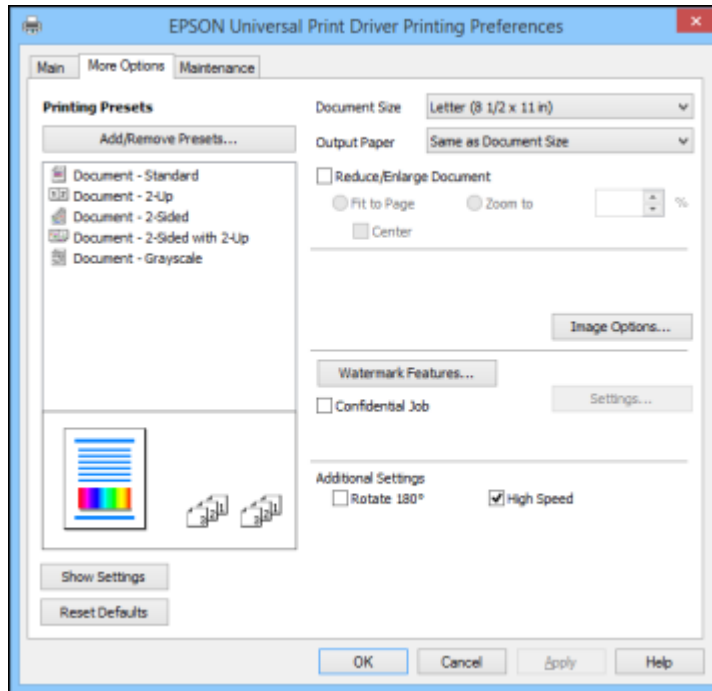 EPSON Universal Print Driver Printing Preferences
Main
More Options
Maintenance
Printing Presets
Add/Remove Presets...
Document - Standard
Document - 2-Up
Document - 2-Sided
Document - 2-Sided with 2-Up
Document - Grayscale
Show Settings
Reset Defaults
Document Size
Letter (8 1/2 x 11 in)
Output Paper
Same as Document Size
Reduce/Enlarge Document
Fit to Page
Zoom to
%
Center
Image Options...
Watermark Features...
Confidential Job
Settings...
Additional Settings
Rotate 180°
High Speed
OK
Cancel
Apply
Help